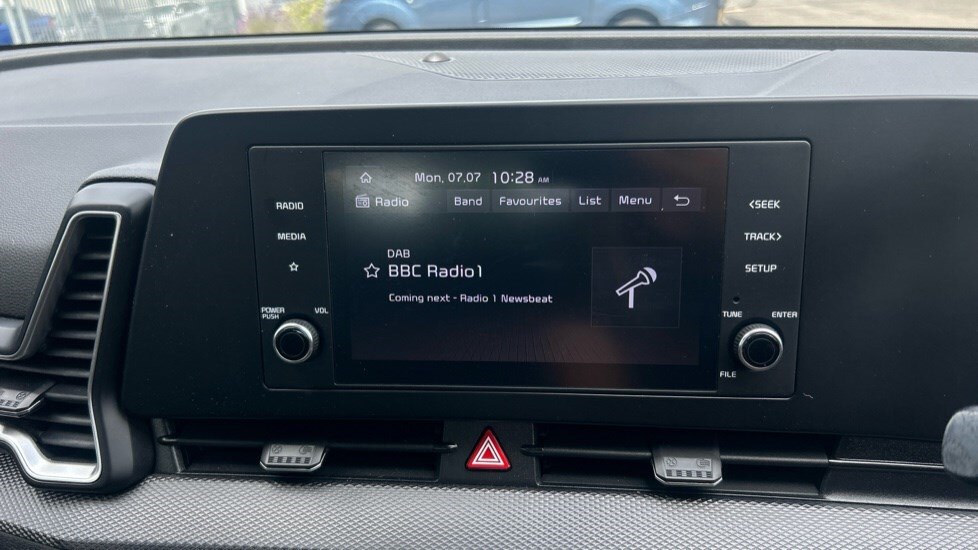 Mon, 07.07 10:28 AM
Radio Band Favourites List Menu
DAB
BBC Radio1
Coming next - Radio 1 Newsbeat
RADIO
MEDIA
POWER PUSH VOL
<SEEK
TRACK>
SETUP
TUNE ENTER
FILE